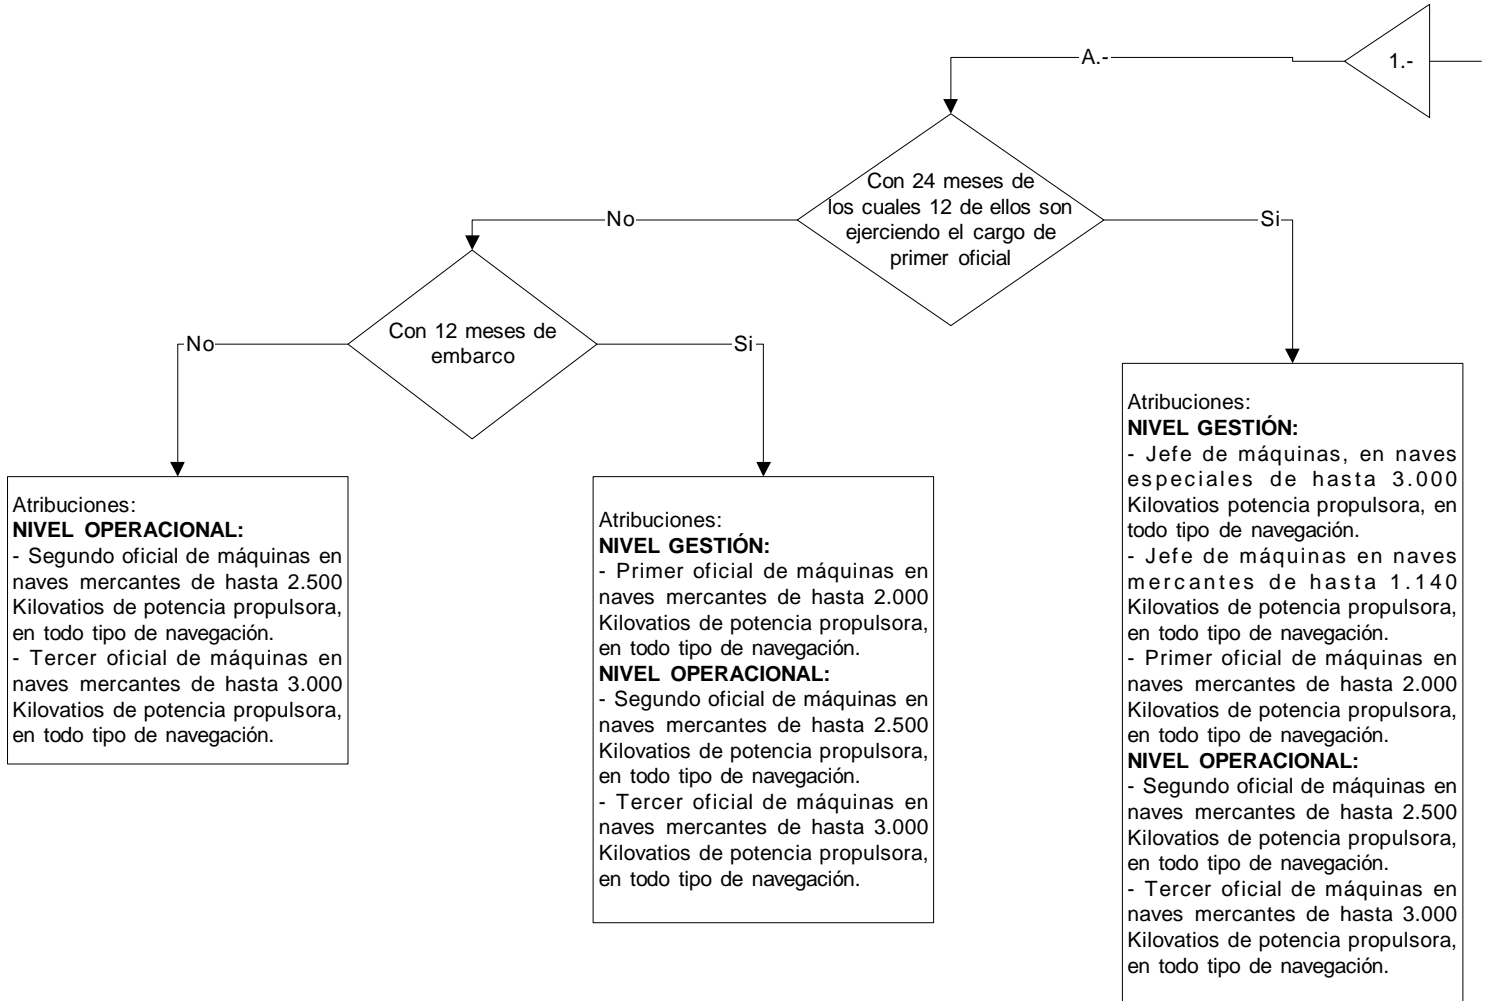 1.-
A.-
Con 24 meses de
los cuales 12 de ellos son
ejerciendo el cargo de
primer oficial
No
Si
Con 12 meses de
embarco
No
Si
Atribuciones:
NIVEL OPERACIONAL:
- Segundo oficial de máquinas en
naves mercantes de hasta 2.500
Kilovatios de potencia propulsora,
en todo tipo de navegación.
- Tercer oficial de máquinas en
naves mercantes de hasta 3.000
Kilovatios de potencia propulsora,
en todo tipo de navegación.
Atribuciones:
NIVEL GESTIÓN:
- Primer oficial de máquinas en
naves mercantes de hasta 2.000
Kilovatios de potencia propulsora,
en todo tipo de navegación.
NIVEL OPERACIONAL:
- Segundo oficial de máquinas en
naves mercantes de hasta 2.500
Kilovatios de potencia propulsora,
en todo tipo de navegación.
- Tercer oficial de máquinas en
naves mercantes de hasta 3.000
Kilovatios de potencia propulsora,
en todo tipo de navegación.
Atribuciones:
NIVEL GESTIÓN:
- Jefe de máquinas, en naves
especiales de hasta 3.000
Kilovatios potencia propulsora, en
todo tipo de navegación.
- Jefe de máquinas en naves
mercantes de hasta 1.140
Kilovatios de potencia propulsora,
en todo tipo de navegación.
- Primer oficial de máquinas en
naves mercantes de hasta 2.000
Kilovatios de potencia propulsora,
en todo tipo de navegación.
NIVEL OPERACIONAL:
- Segundo oficial de máquinas en
naves mercantes de hasta 2.500
Kilovatios de potencia propulsora,
en todo tipo de navegación.
- Tercer oficial de máquinas en
naves mercantes de hasta 3.000
Kilovatios de potencia propulsora,
en todo tipo de navegación.